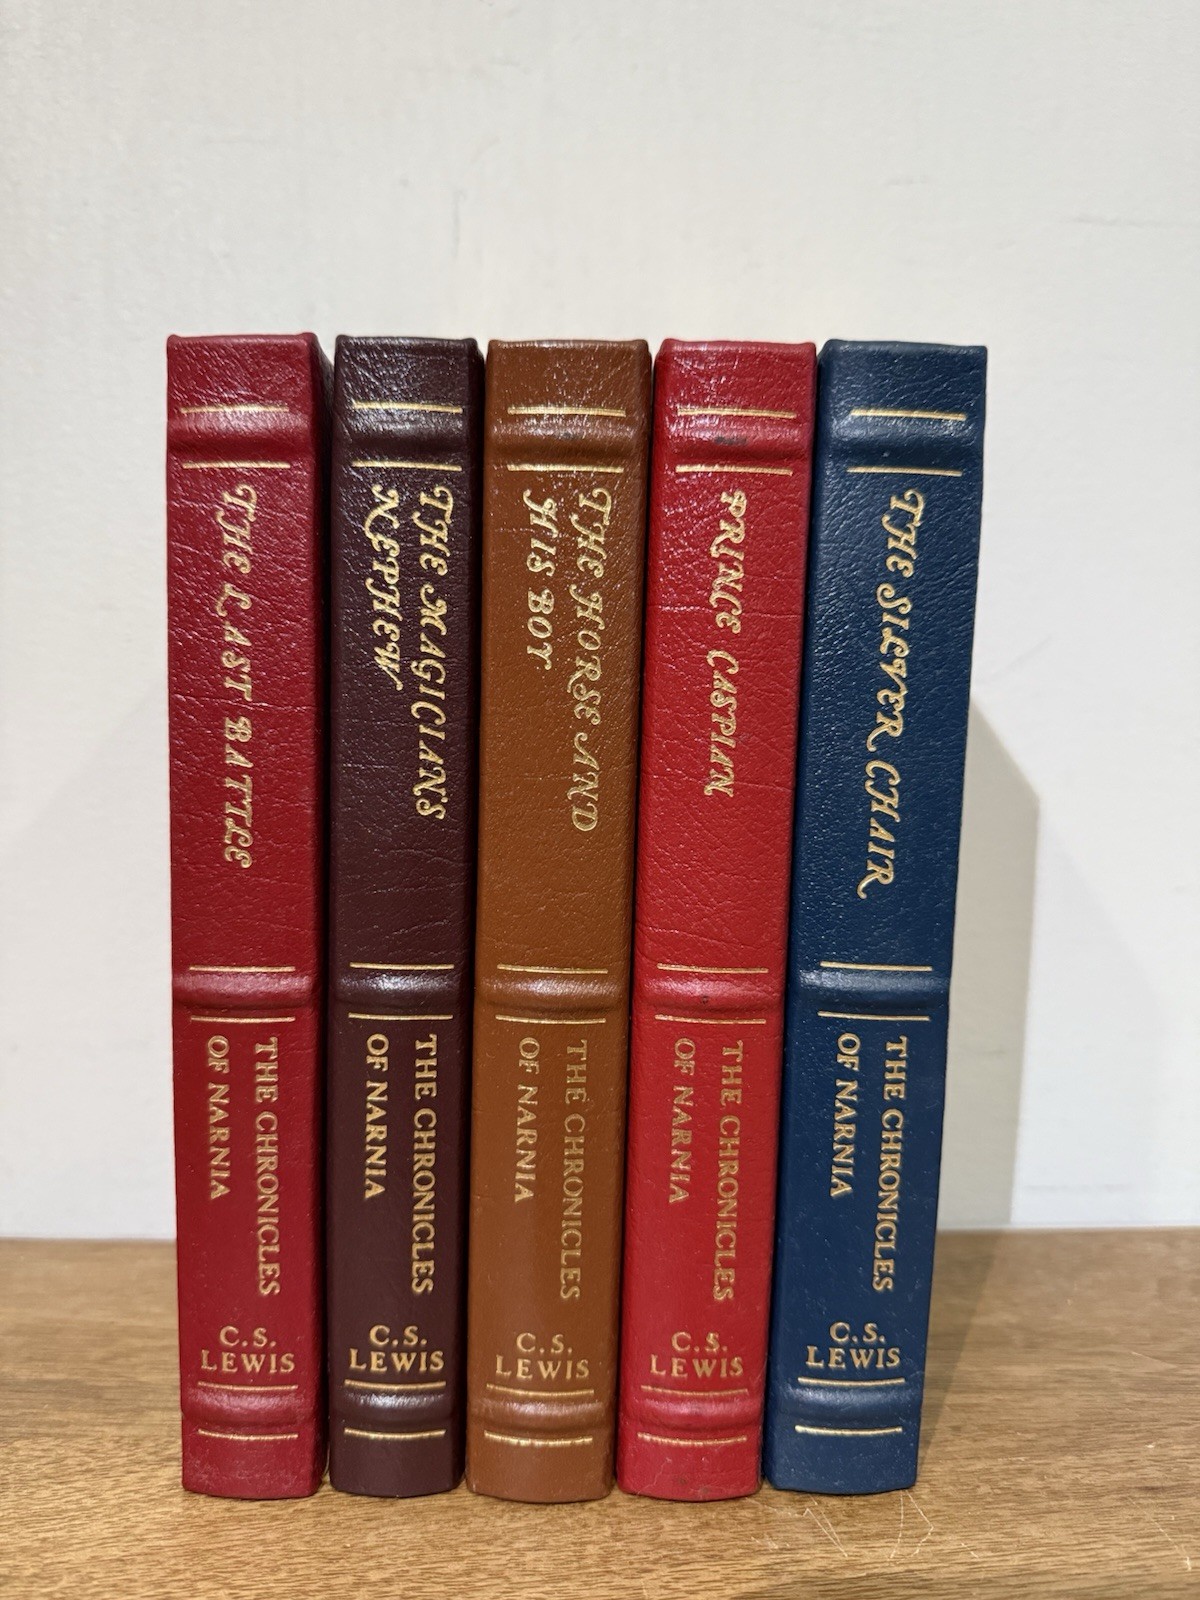 THE LAST BATTLE
THE CHRONICLES
OF NARNIA
C.S.
LEWIS
THE MAGICIAN'S
NEPHEW
THE CHRONICLES
OF NARNIA
C.S.
LEWIS
THE HORSE AND
HIS BOY
THE CHRONICLES
OF NARNIA
C.S.
LEWIS
PRINCE CASPIAN
THE CHRONICLES
OF NARNIA
C.S.
LEWIS
THE SILVER CHAIR
THE CHRONICLES
OF NARNIA
C.S.
LEWIS